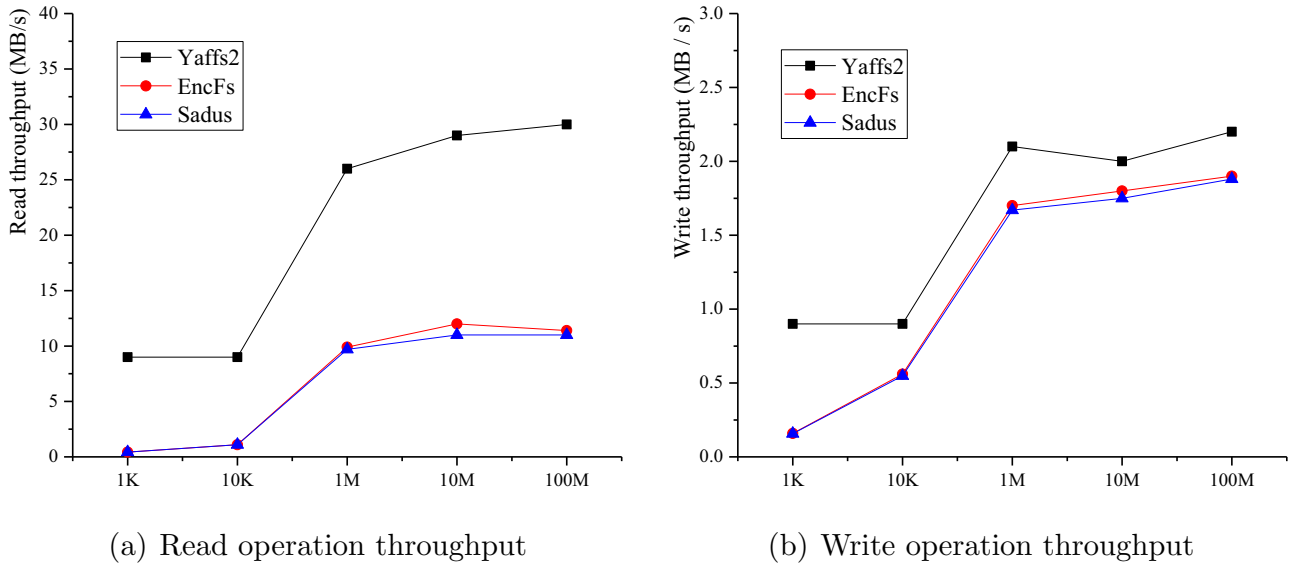 Read throughput (MB/s)
40
35
30
25
20
15
10
5
0
Yaffs2
EncFs
Sadus
1K 10K 1M 10M 100M
(a) Read operation throughput
Write throughput (MB / s)
3.0
2.5
2.0
1.5
1.0
0.5
0.0
Yaffs2
EncFs
Sadus
1K 10K 1M 10M 100M
(b) Write operation throughput